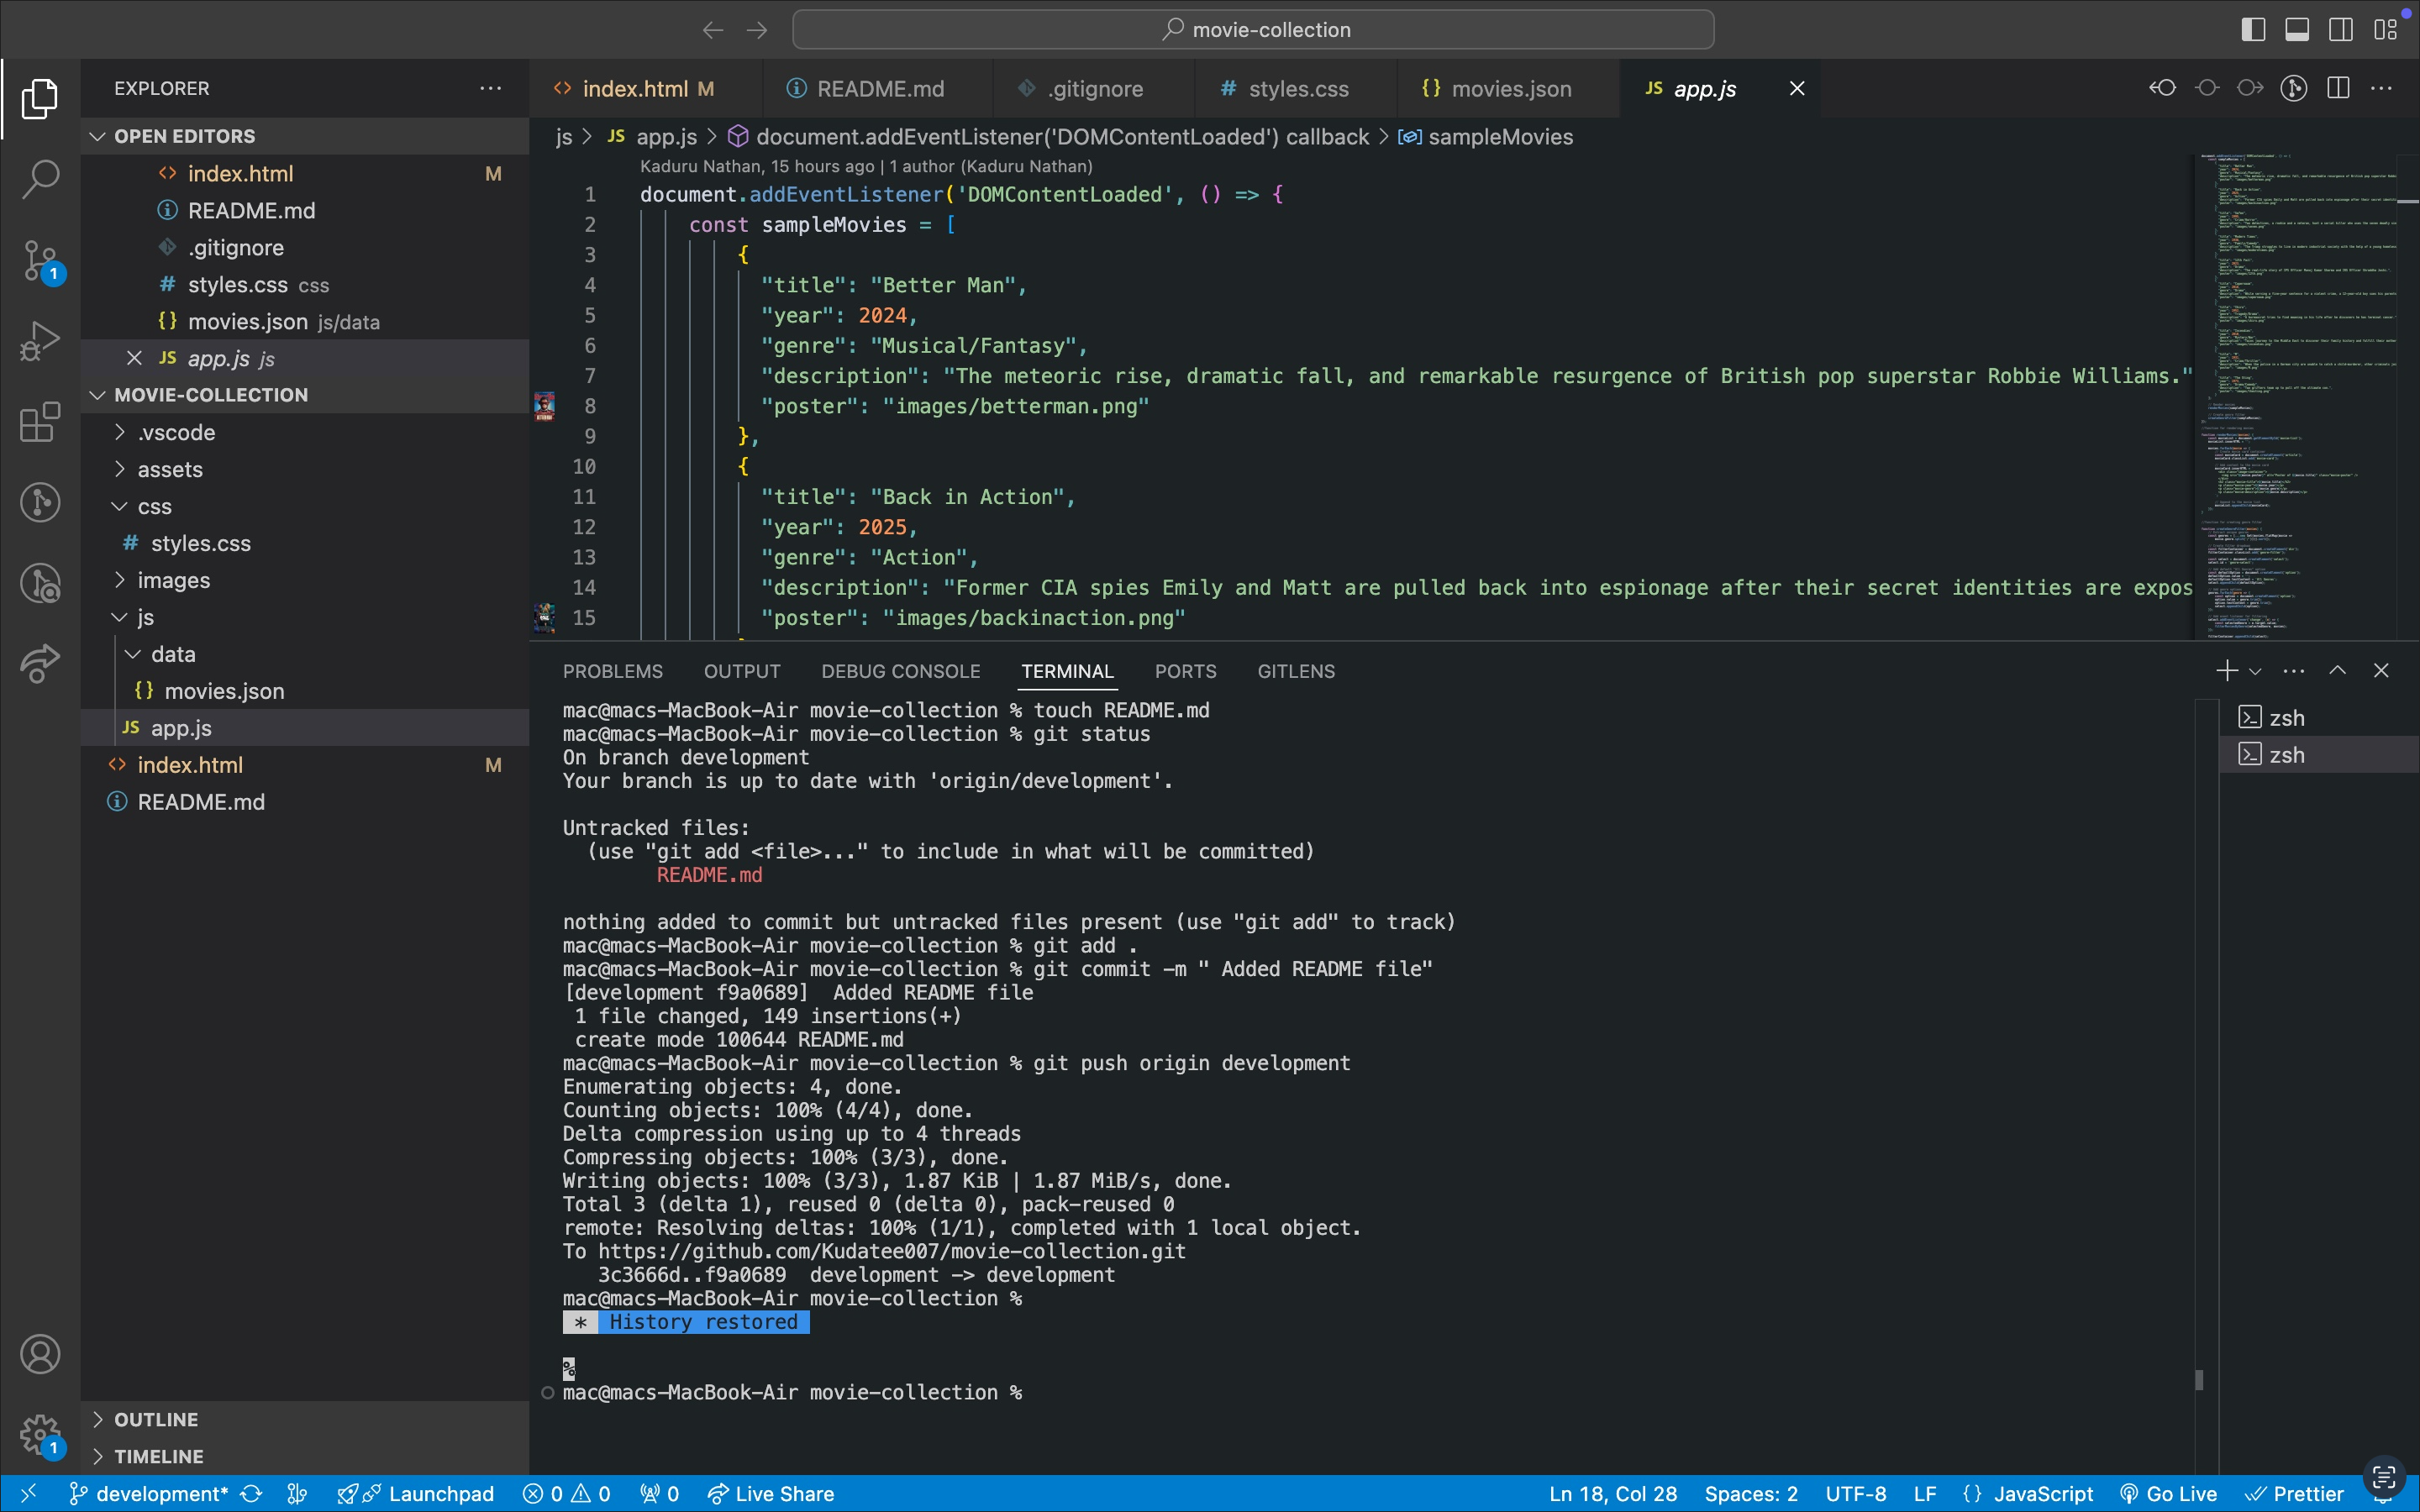 movie-collection
EXPLORER
OPEN EDITORS
index.html M
README.md
.gitignore
styles.css css
movies.json js/data
JS app.js js
MOVIE-COLLECTION
.vscode
assets
css
# styles.css
images
js
data
{} movies.json
JS app.js
index.html M
README.md
OUTLINE
TIMELINE
1
1
index.html M
README.md
.gitignore
# styles.css
{} movies.json
JS app.js
js > JS app.js > document.addEventListener('DOMContentLoaded') callback > sampleMovies
Kaduru Nathan, 15 hours ago | 1 author (Kaduru Nathan)
1 document.addEventListener('DOMContentLoaded', () => {
2 const sampleMovies = [
3 {
4 "title": "Better Man",
5 "year": 2024,
6 "genre": "Musical/Fantasy",
7 "description": "The meteoric rise, dramatic fall, and remarkable resurgence of British pop superstar Robbie Williams."
8 "poster": "images/betterman.png"
9 },
10 {
11 "title": "Back in Action",
12 "year": 2025,
13 "genre": "Action",
14 "description": "Former CIA spies Emily and Matt are pulled back into espionage after their secret identities are expos
15 "poster": "images/backinaction.png"
PROBLEMS OUTPUT DEBUG CONSOLE TERMINAL PORTS GITLENS
zsh
zsh
mac@macs-MacBook-Air movie-collection % touch README.md
mac@macs-MacBook-Air movie-collection % git status
On branch development
Your branch is up to date with 'origin/development'.
Untracked files:
(use "git add <file>..." to include in what will be committed)
README.md
nothing added to commit but untracked files present (use "git add" to track)
mac@macs-MacBook-Air movie-collection % git add .
mac@macs-MacBook-Air movie-collection % git commit -m " Added README file"
[development f9a0689]  Added README file
1 file changed, 149 insertions(+)
create mode 100644 README.md
mac@macs-MacBook-Air movie-collection % git push origin development
Enumerating objects: 4, done.
Counting objects: 100% (4/4), done.
Delta compression using up to 4 threads
Compressing objects: 100% (3/3), done.
Writing objects: 100% (3/3), 1.87 KiB | 1.87 MiB/s, done.
Total 3 (delta 1), reused 0 (delta 0), pack-reused 0
remote: Resolving deltas: 100% (1/1), completed with 1 local object.
To https://github.com/Kudatee007/movie-collection.git
3c3666d..f9a0689  development -> development
mac@macs-MacBook-Air movie-collection %
* History restored
%
mac@macs-MacBook-Air movie-collection %
development* Launchpad 0 0 0 Live Share Ln 18, Col 28 Spaces: 2 UTF-8 LF {} JavaScript Go Live Prettier